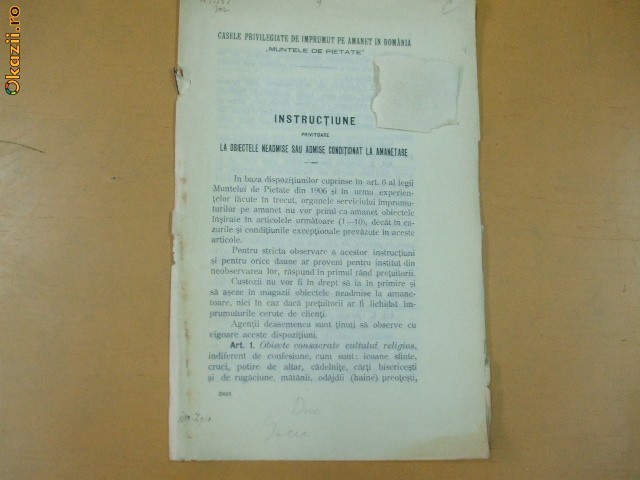 CASELE PRIVILEGIATE DE IMPRUMUT PE AMANET IN ROMÂNIA
„MUNTELE DE PIETATE"
INSTRUCȚIUNE
PRIVITOARE
LA OBIECTELE NEADMISE SAU ADMISE CONDIȚIONAT LA AMANETARE
In baza dispozițiunilor cuprinse în art. 6 al legii
Muntelui de Pietate din 1906 și în urma experien-
țelor făcute în trecut, organele serviciului împrumu-
turilor pe amanet nu vor primi ca amanet obiectele
înșirate în articolele următoare (1—10), decât în ca-
zurile și condițiunile excepționale prevăzute în aceste
articole.
Pentru stricta observare a acestor instrucțiani
și pentru orice daune ar proveni pentru institut din
neobservarea lor, răspund în primul rând prețuitorii.
Custozii nu vor fi în drept să ia în primire și
să așeze în magazii obiectele neadmise la amane-
toare, nici în caz dacă prețuitorii ar fi lichidat îm-
prumuturile cerute de clienți.
Agenții deasemenea sunt ținuți să observe cu
vigoare aceste dispoziții.
Art. 1. Obiecte consacrate cultului religios,
indiferent de confesiune, cum sunt: icoane sfinte,
cruci, potire de altar, cădelnițe, cărți bisericești
și de rugăciune, mătănii, odăjdii (haine) preoțești,
Okazii.ro